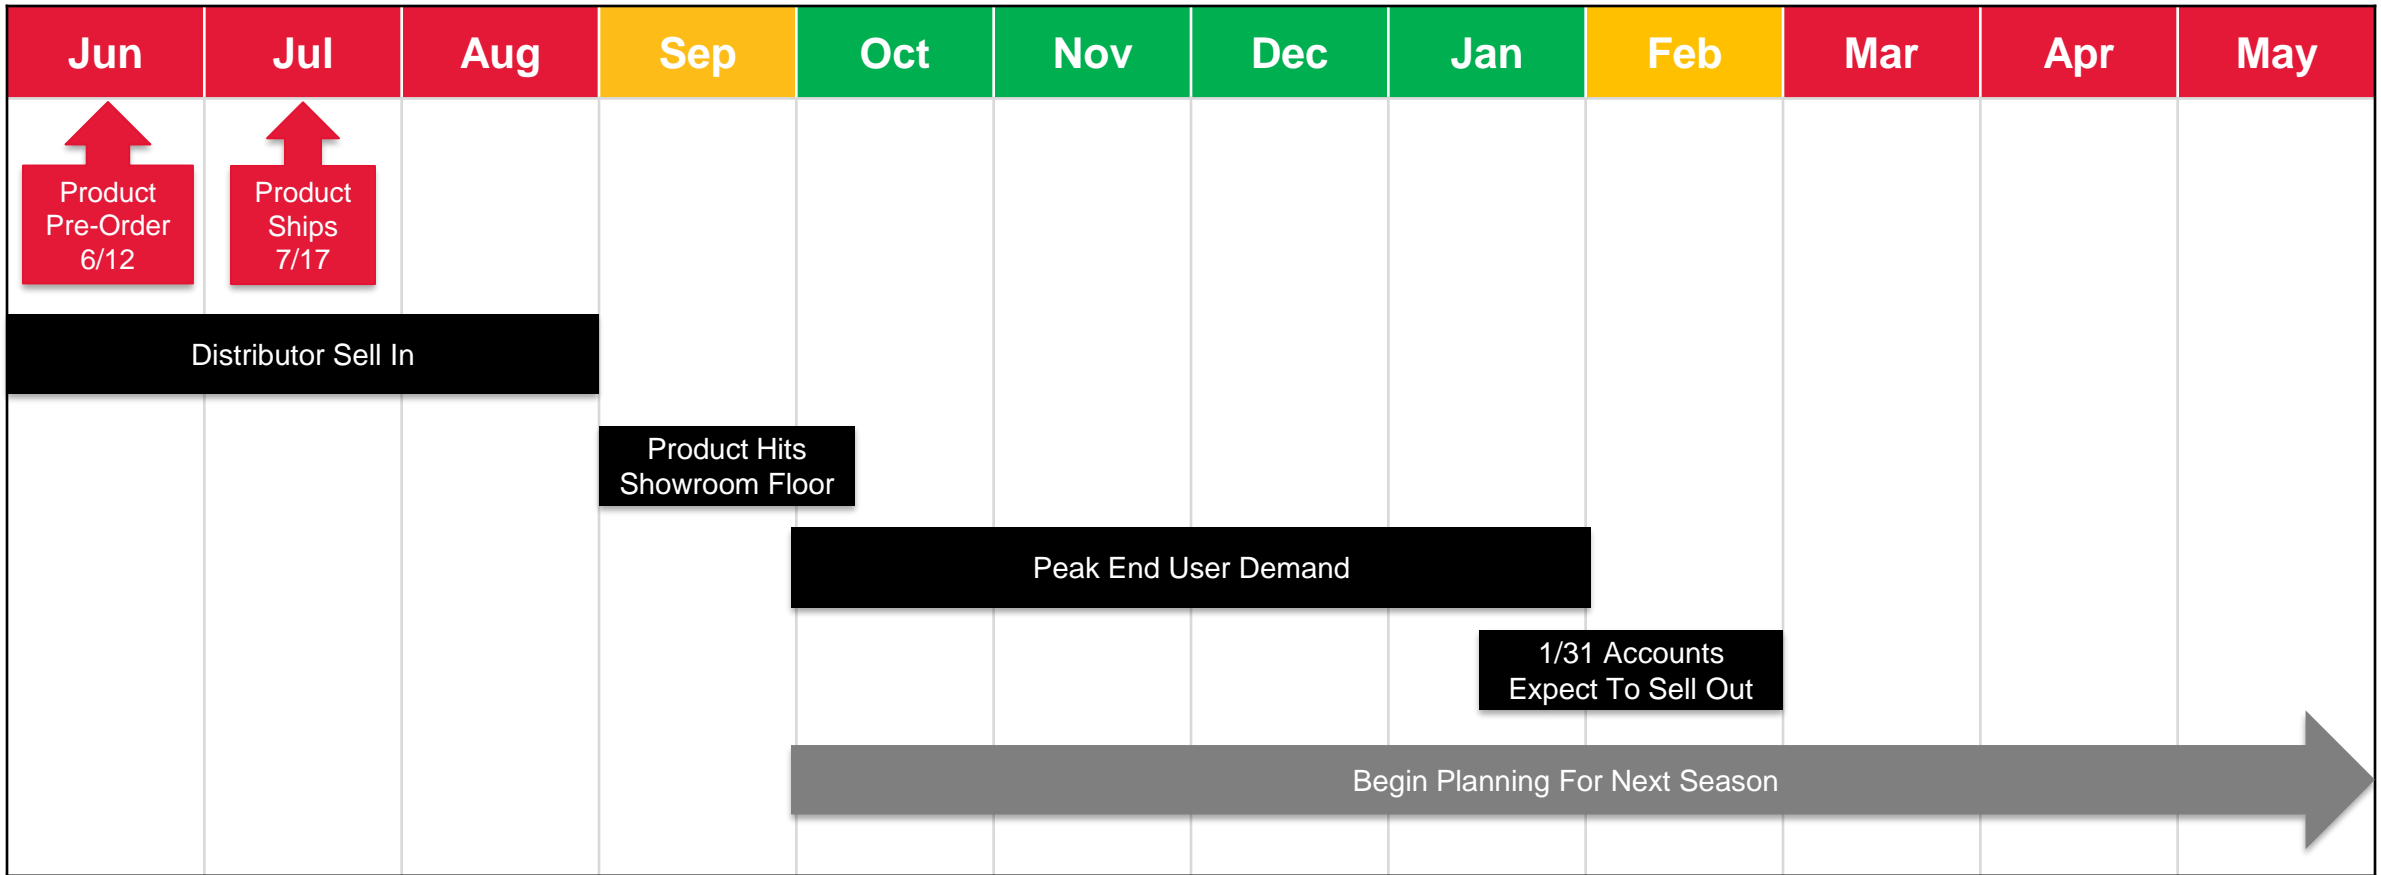 Jun Jul Aug Sep Oct Nov Dec Jan Feb Mar Apr May
Product
Pre-Order
6/12
Product
Ships
7/17
Distributor Sell In
Product Hits
Showroom Floor
Peak End User Demand
1/31 Accounts
Expect To Sell Out
Begin Planning For Next Season